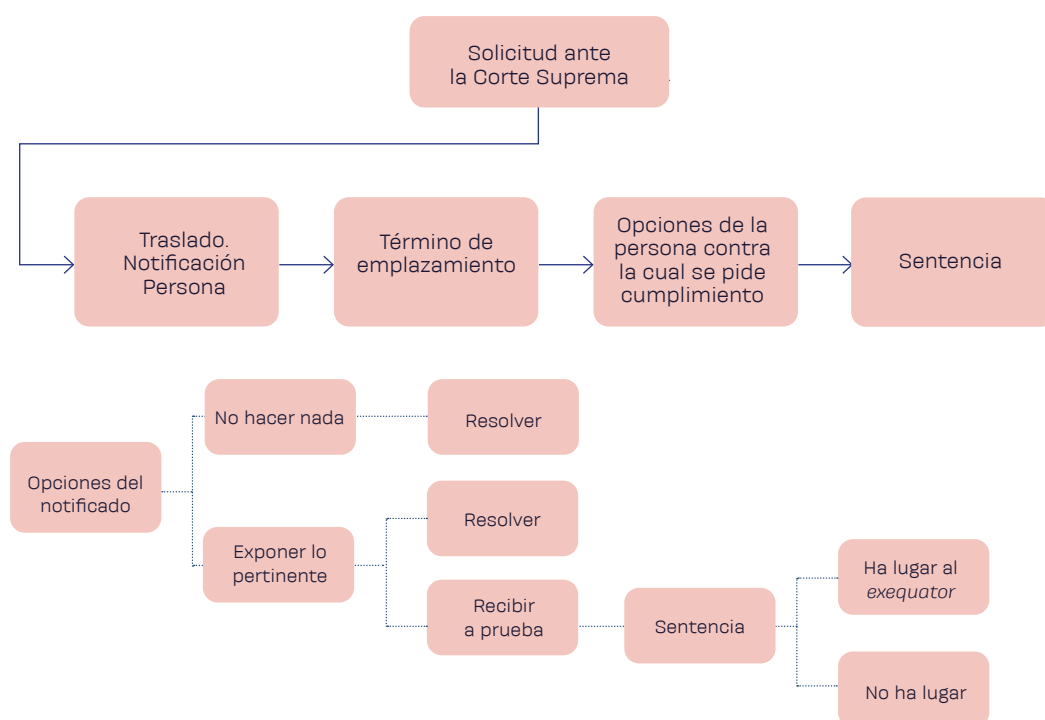 Solicitud ante
la Corte Suprema
Traslado.
Notificación
Persona
Término de
emplazamiento
Opciones de la
persona contra
la cual se pide
cumplimiento
Sentencia
Opciones del
notificado
No hacer nada
Resolver
Exponer lo
pertinente
Resolver
Recibir
a prueba
Sentencia
Ha lugar al
exequator
No ha lugar